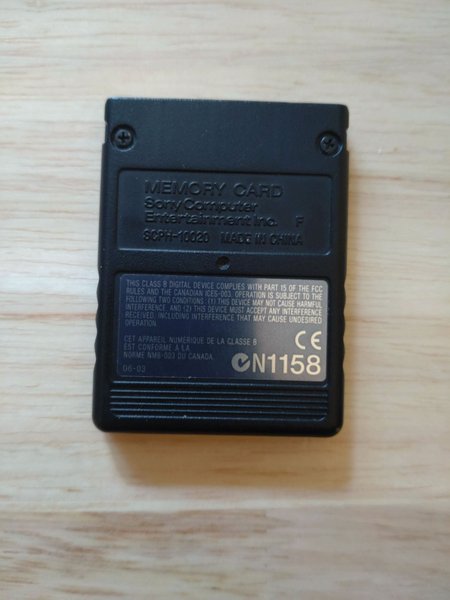 MEMORY CARD
Sony Computer
Entertainment Inc. F
SCPH-10020 MADE IN CHINA
THIS CLASS B DIGITAL DEVICE COMPLIES WITH PART 15 OF THE FCC
RULES AND THE CANADIAN ICES-003. OPERATION IS SUBJECT TO THE
FOLLOWING TWO CONDITIONS: (1) THIS DEVICE MAY NOT CAUSE HARMFUL
INTERFERENCE, AND (2) THIS DEVICE MUST ACCEPT ANY INTERFERENCE
RECEIVED, INCLUDING INTERFERENCE THAT MAY CAUSE UNDESIRED
OPERATION.
CET APPAREIL NUMERIQUE DE LA CLASSE B
EST CONFORME A LA
NORME NMB-003 DU CANADA.
06-03
CE
N1158